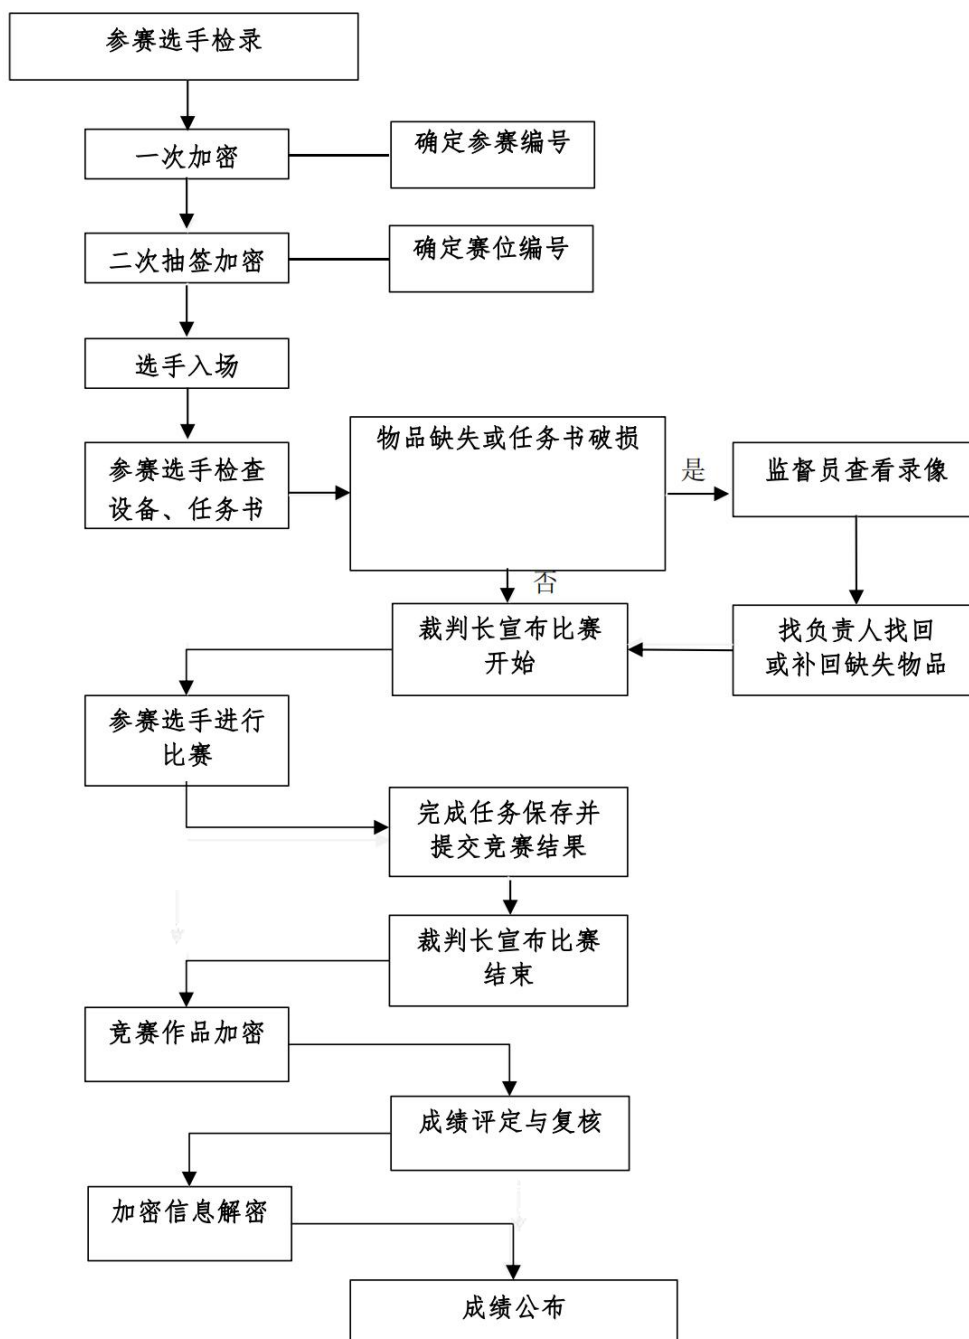 参赛选手检录
一次加密
确定参赛编号
二次抽签加密
确定赛位编号
选手入场
参赛选手检查
设备、任务书
物品缺失或任务书破损
是
监督员查看录像
否
裁判长宣布比赛
开始
找负责人找回
或补回缺失物品
参赛选手进行
比赛
完成任务保存并
提交竞赛结果
裁判长宣布比赛
结束
竞赛作品加密
成绩评定与复核
加密信息解密
成绩公布